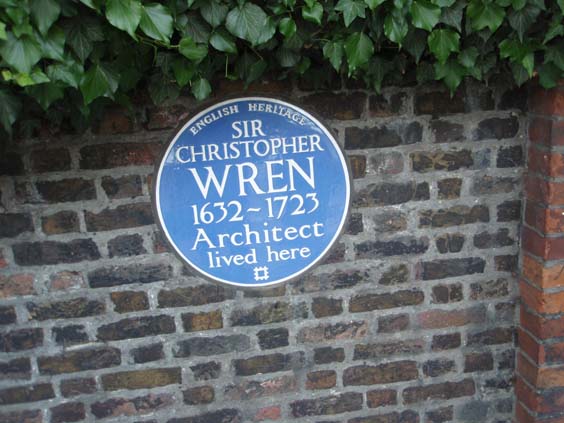 ENGLISH HERITAGE
SIR
CHRISTOPHER
WREN
1632~1723
Architect
lived here